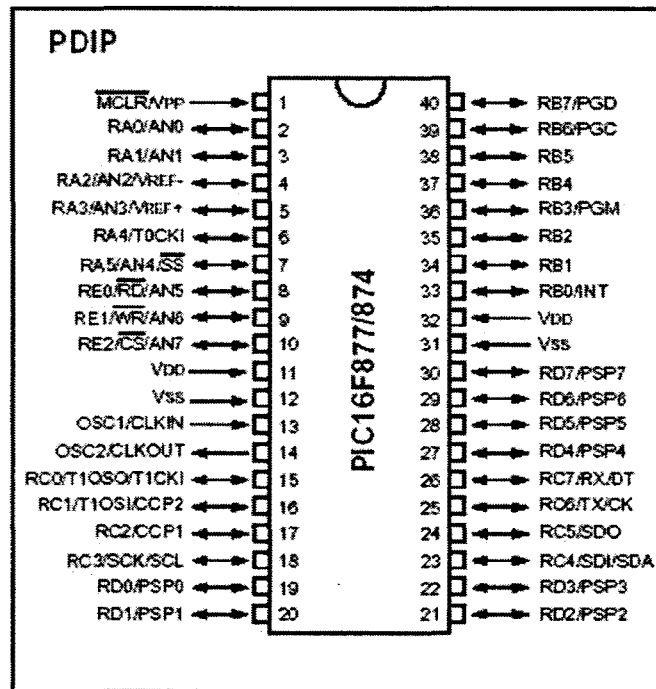 PDIP
MCLR/VPP 1 40 RB7/PGD
RA0/AN0 2 39 RB6/PGC
RA1/AN1 3 38 RB5
RA2/AN2/VREF- 4 37 RB4
RA3/AN3/VREF+ 5 36 RB3/PGM
RA4/T0CKI 6 35 RB2
RA5/AN4/SS 7 34 RB1
RE0/RD/AN5 8 33 RB0/INT
RE1/WR/AN6 9 32 VDD
RE2/CS/AN7 10 31 VSS
VDD 11 30 RD7/PSP7
VSS 12 29 RD6/PSP6
OSC1/CLKIN 13 28 RD5/PSP5
OSC2/CLKOUT 14 27 RD4/PSP4
RC0/T1OSO/T1CKI 15 26 RC7/RX/DT
RC1/T1OSI/CCP2 16 25 RC6/TX/CK
RC2/CCP1 17 24 RC5/SDO
RC3/SCK/SCL 18 23 RC4/SDI/SDA
RD0/PSP0 19 22 RD3/PSP3
RD1/PSP1 20 21 RD2/PSP2
PIC16F877/874